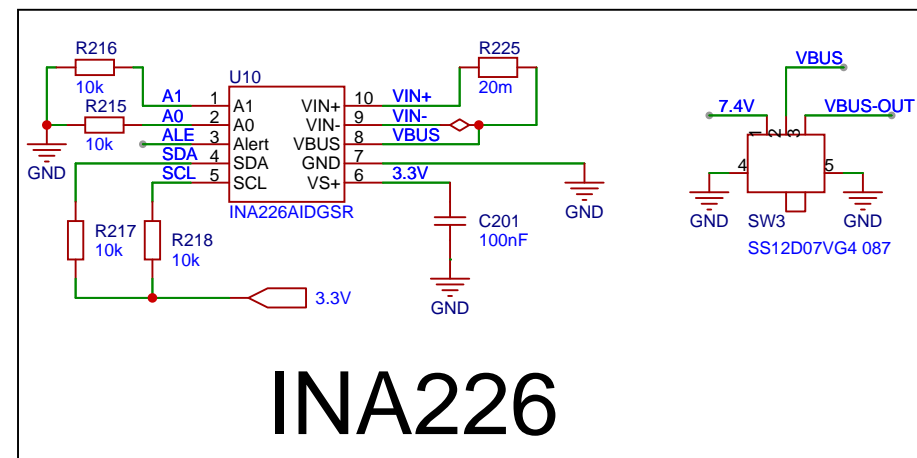 R216
10k
R215
10k
GND
A1
A0
ALE
SDA
SCL
U10
1
2
3
4
5
A1
A0
Alert
SDA
SCL
VIN+
VIN-
VBUS
GND
VS+
10
9
8
7
6
INA226AIDGSR
VIN+
VIN-
VBUS
3.3V
R225
20m
GND
C201
100nF
GND
R217
10k
R218
10k
3.3V
VBUS
7.4V
VBUS-OUT
1
2
3
4
5
GND
GND
SW3
SS12D07VG4 087
INA226